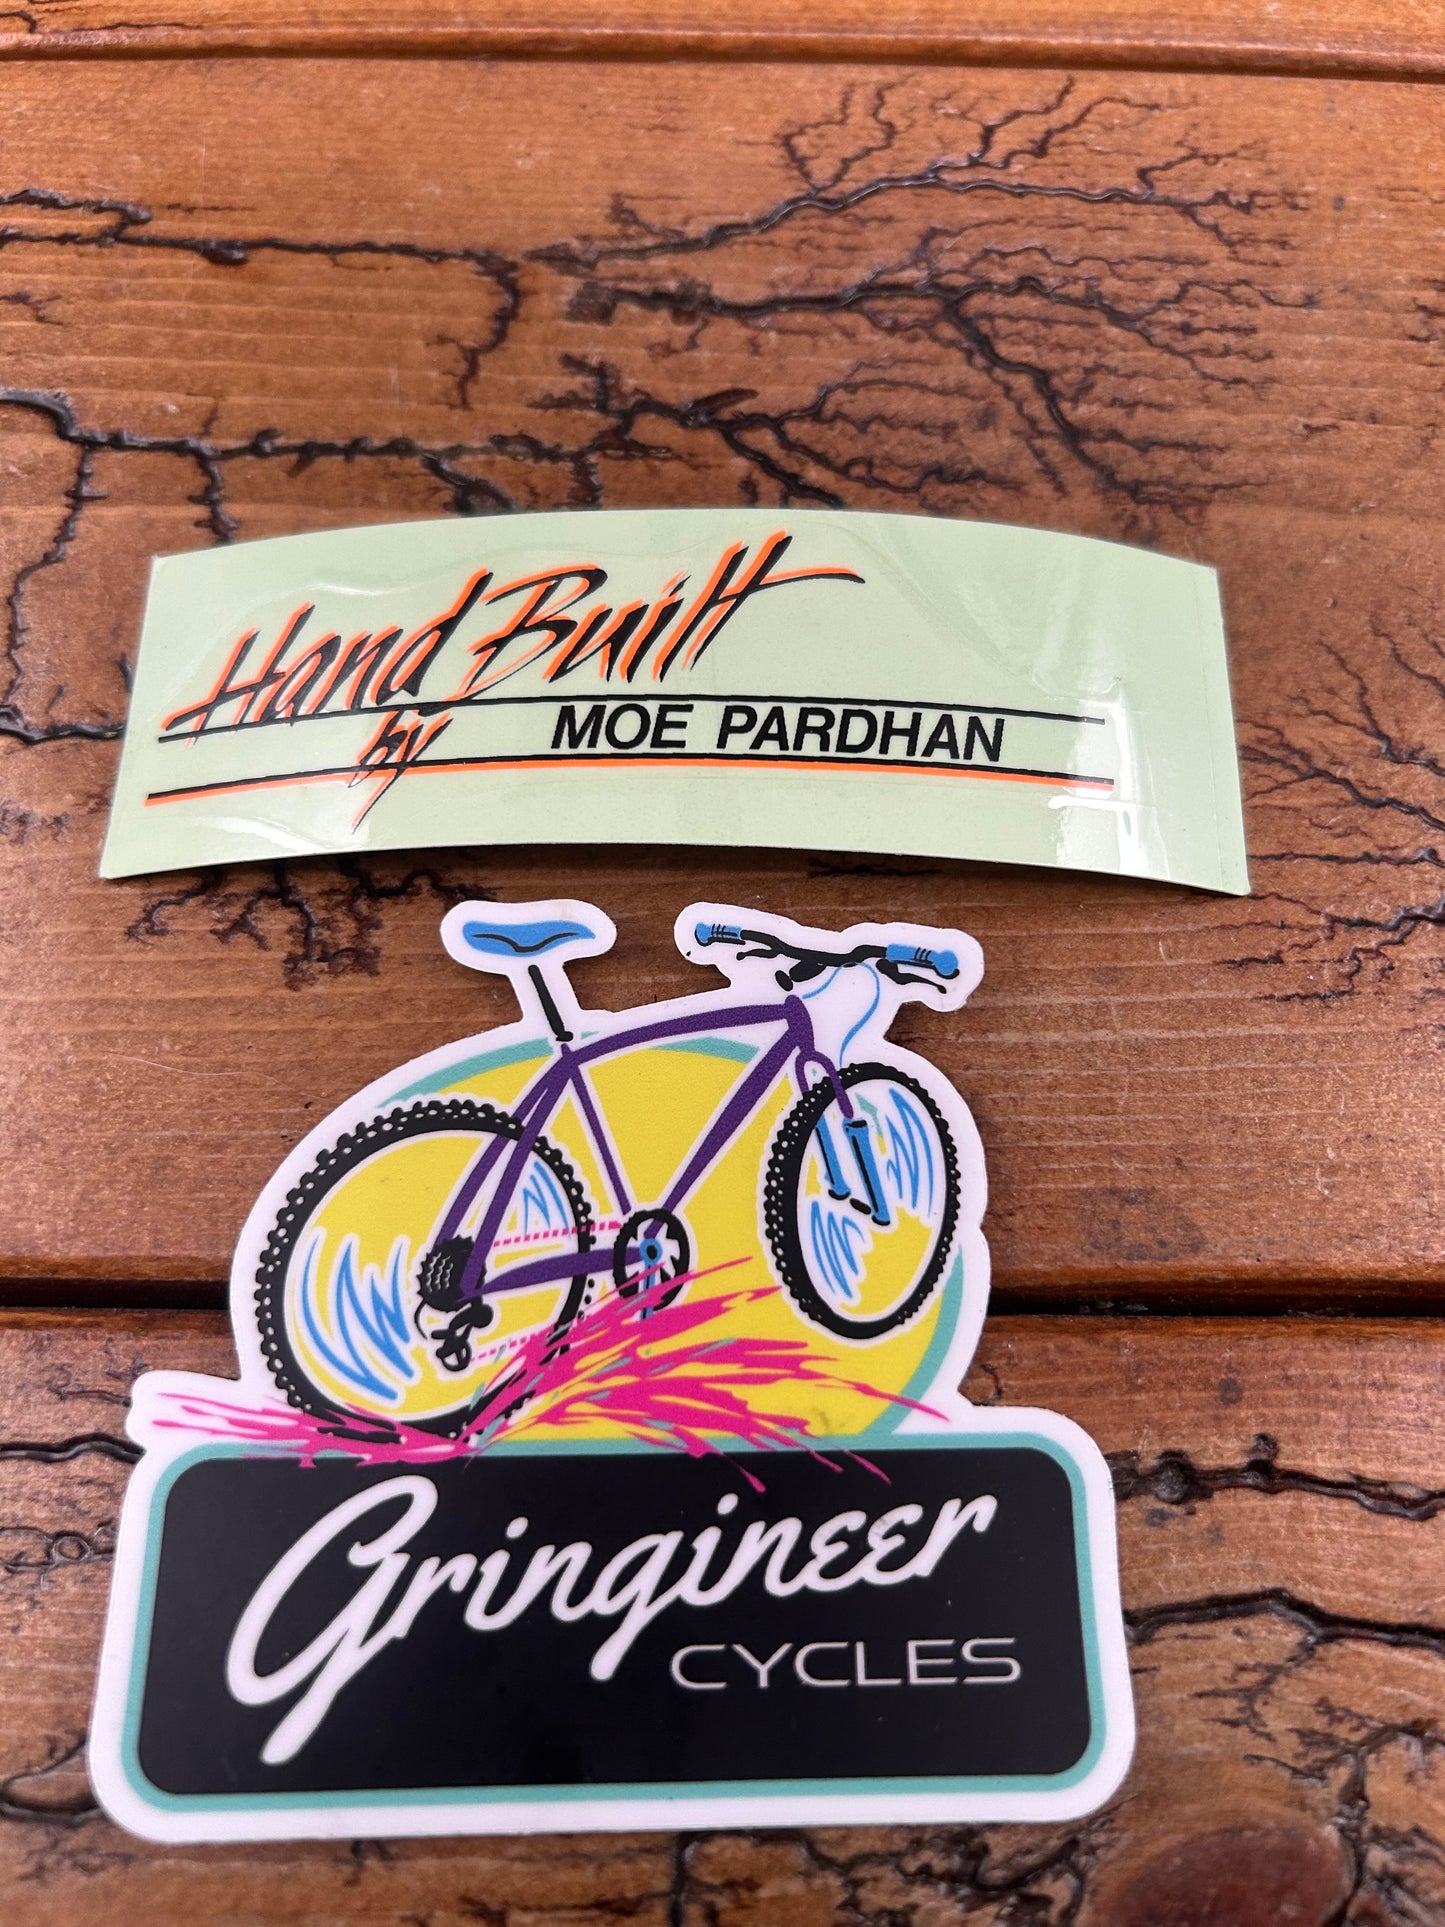 Hand Built
by MOE PARDHAN
Gringineer
CYCLES